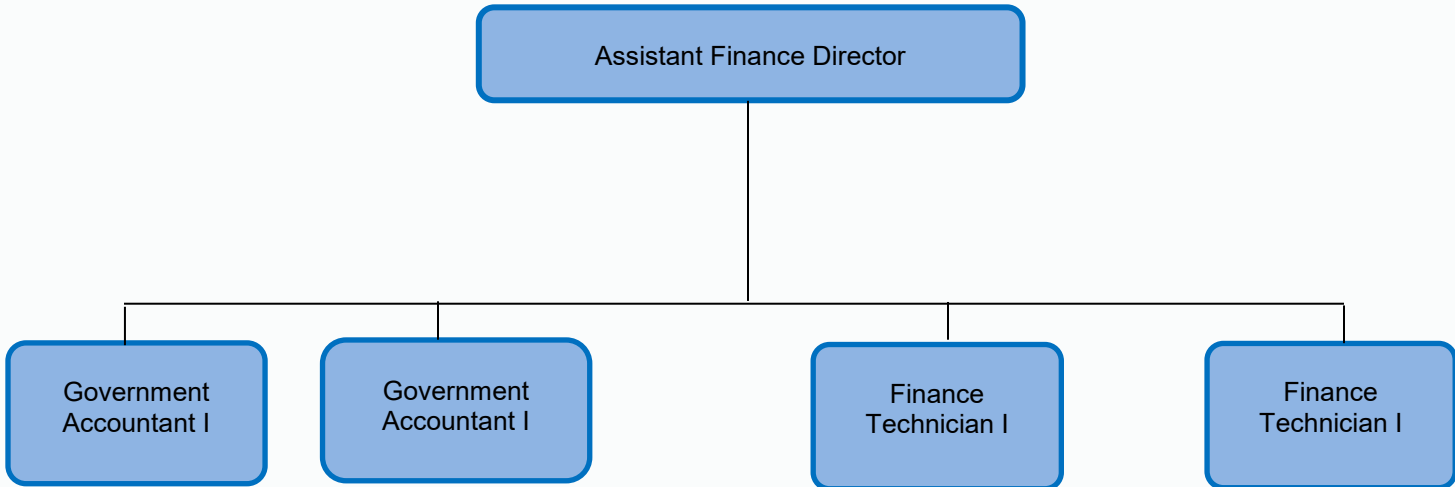 Assistant Finance Director
Government
Accountant I
Government
Accountant I
Finance
Technician I
Finance
Technician I